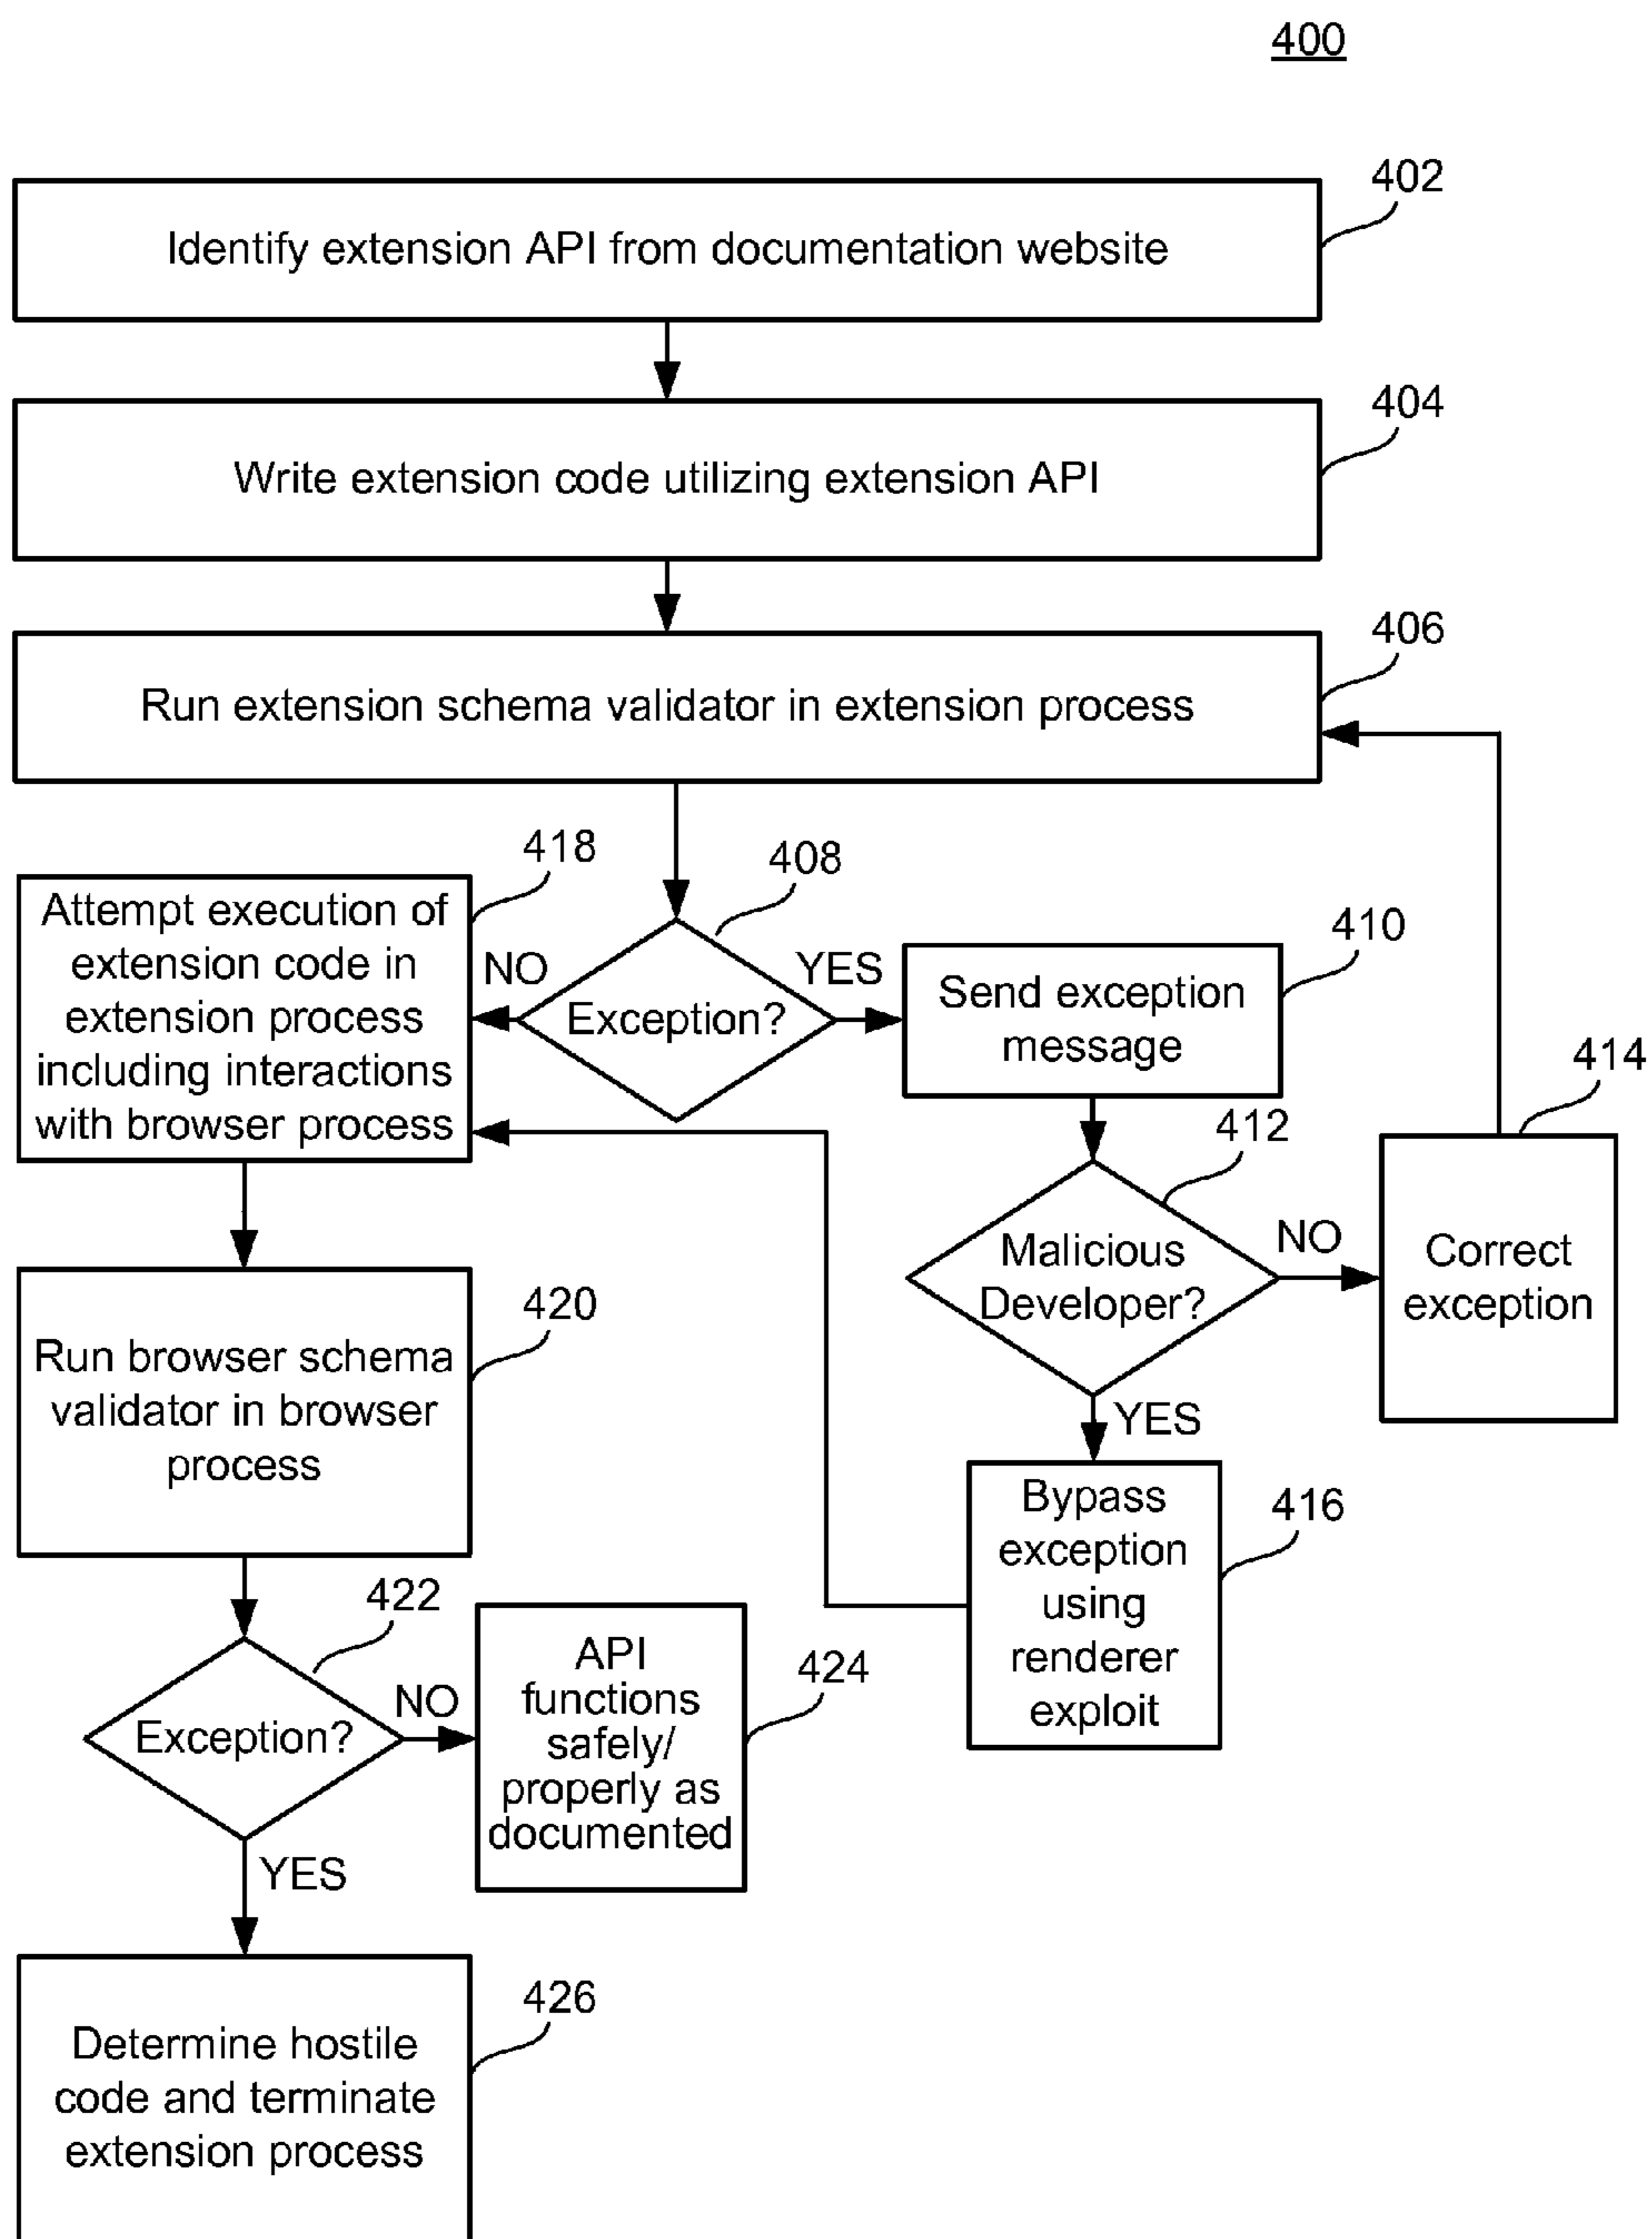 400
402
Identify extension API from documentation website
404
Write extension code utilizing extension API
406
Run extension schema validator in extension process
418
408
Attempt execution of
extension code in
extension process
including interactions
with browser process
NO
Exception?
YES
410
Send exception
message
414
412
Malicious
Developer?
NO
Correct
exception
YES
420
Run browser schema
validator in browser
process
416
Bypass
exception
using
renderer
exploit
422
Exception?
NO
424
API
functions
safely/
properly as
documented
YES
426
Determine hostile
code and terminate
extension process